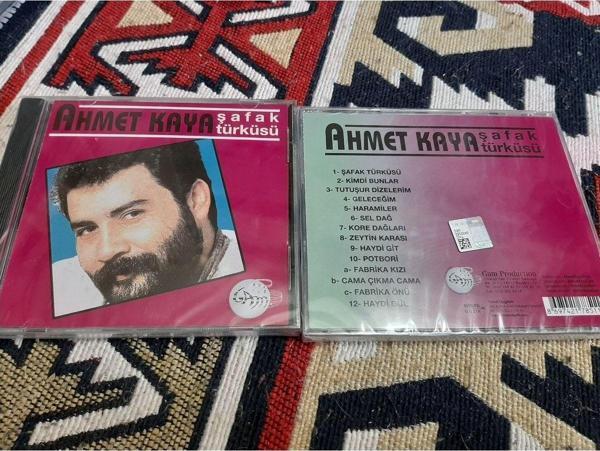 AHMET KAYA
şafak
türküsü
AHMET KAYA
şafak
türküsü
1- ŞAFAK TÜRKÜSÜ
2- KİMDİ BUNLAR
3- TUTUŞUR DİZELERİM
4- GELECEĞİM
5- HARAMİLER
6- SEL DAĞ
7- KORE DAĞLARI
8- ZEYTİN KARASI
9- HAYDİ GİT
10- POTBORİ
a- FABRİKA KIZI
b- CAMA ÇIKMA CAMA
c- FABRİKA ÖNÜ
12- HAYDİ GÜL
Gam Production